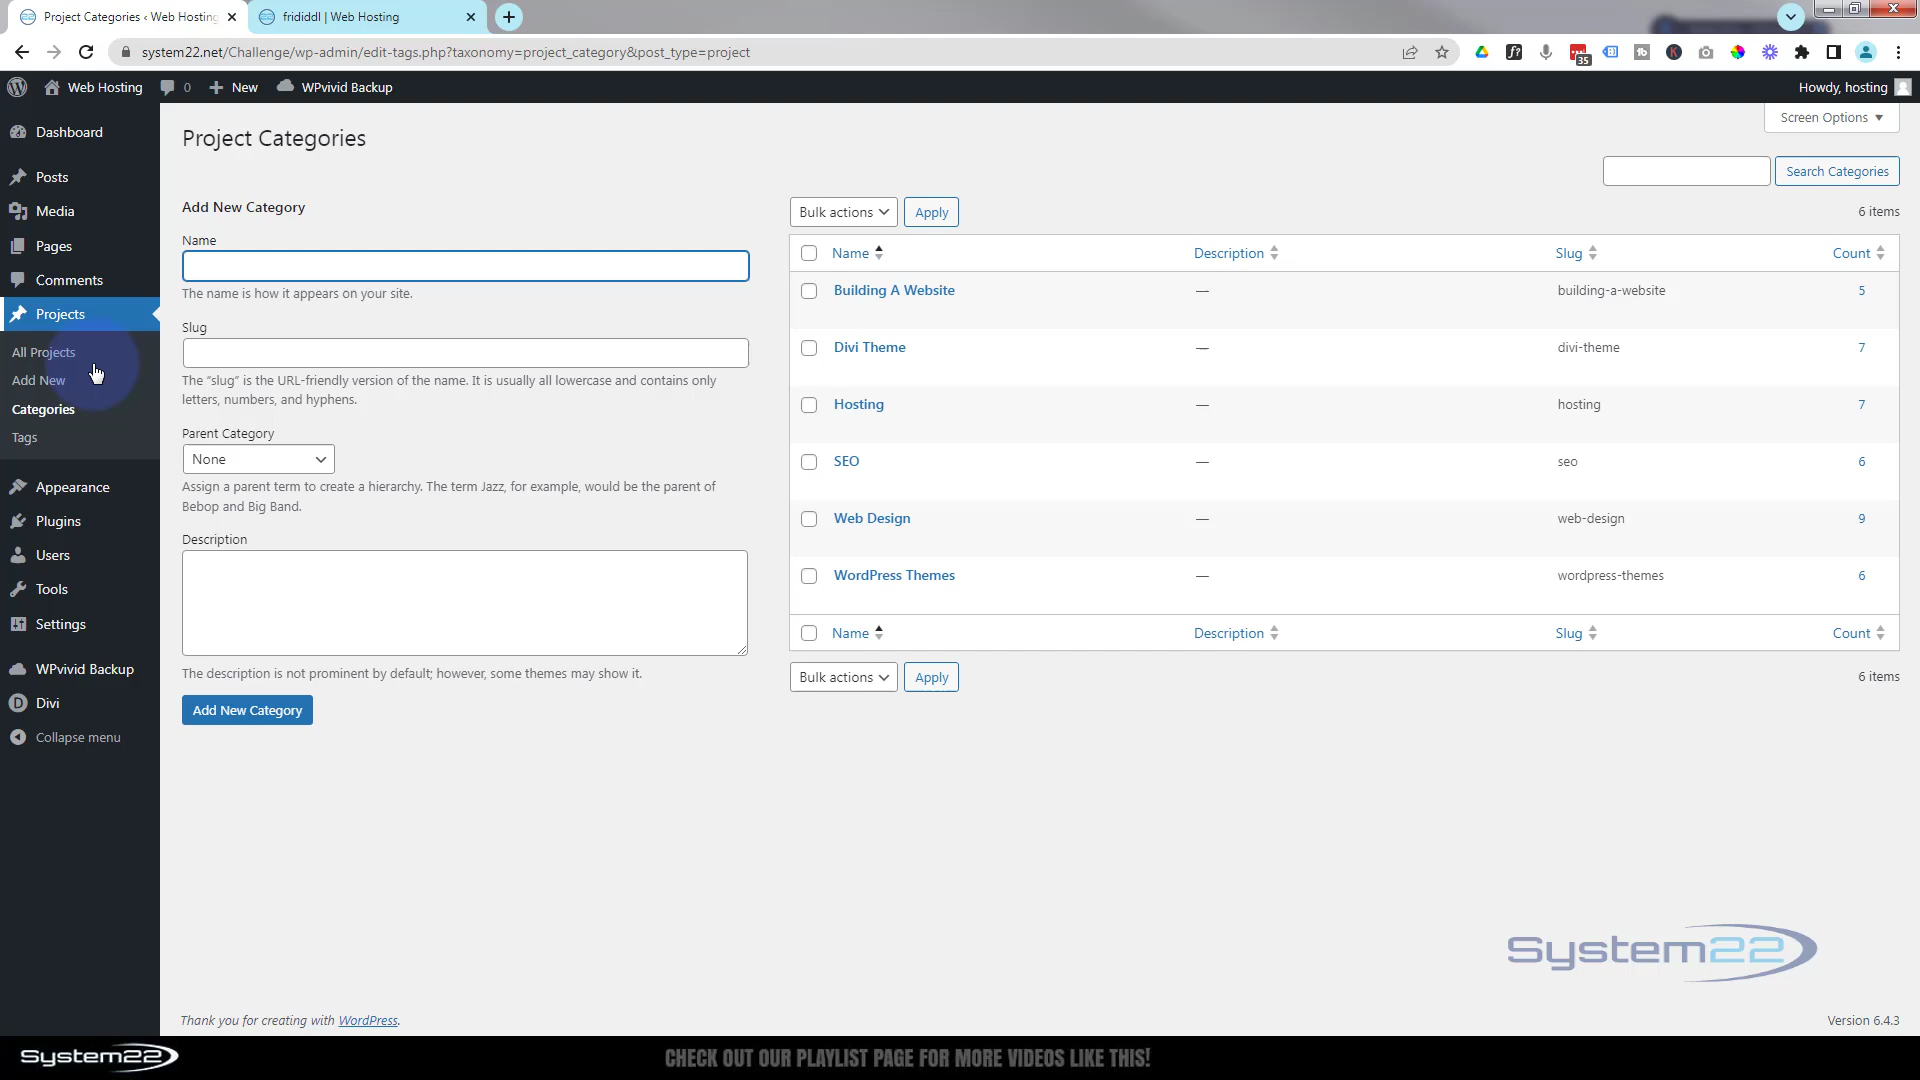 Project Categories ‹ Web Hosting
frididdl | Web Hosting
system22.net/Challenge/wp-admin/edit-tags.php?taxonomy=project_category&post_type=project
35
Web Hosting
0
New
WPvivid Backup
Howdy, hosting
Dashboard
Posts
Media
Pages
Comments
Projects
All Projects
Add New
Categories
Tags
Appearance
Plugins
Users
Tools
Settings
WPvivid Backup
Divi
Collapse menu
Screen Options
Project Categories
Search Categories
Add New Category
Name
The name is how it appears on your site.
Slug
The “slug” is the URL-friendly version of the name. It is usually all lowercase and contains only
letters, numbers, and hyphens.
Parent Category
None
Assign a parent term to create a hierarchy. The term Jazz, for example, would be the parent of
Bebop and Big Band.
Description
The description is not prominent by default; however, some themes may show it.
Add New Category
Bulk actions Apply 6 items
Name Description Slug Count
Building A Website — building-a-website 5
Divi Theme — divi-theme 7
Hosting — hosting 7
SEO — seo 6
Web Design — web-design 9
WordPress Themes — wordpress-themes 6
Name Description Slug Count
Bulk actions Apply 6 items
System22
Thank you for creating with WordPress.
Version 6.4.3
System22
CHECK OUT OUR PLAYLIST PAGE FOR MORE VIDEOS LIKE THIS!